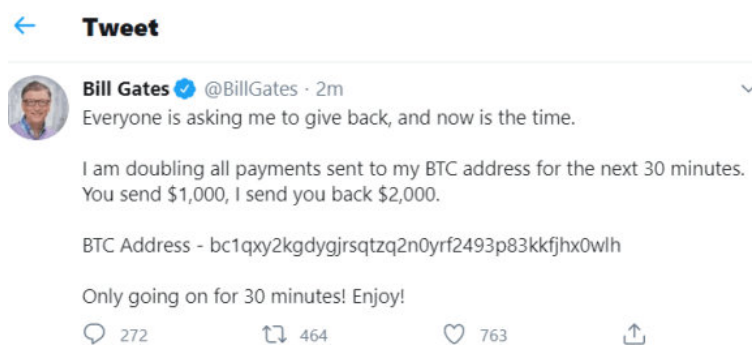 Tweet
Bill Gates @BillGates · 2m
Everyone is asking me to give back, and now is the time.
I am doubling all payments sent to my BTC address for the next 30 minutes.
You send $1,000, I send you back $2,000.
BTC Address - bc1qxy2kgdygjrsqtzq2n0yrf2493p83kkfjhx0wlh
Only going on for 30 minutes! Enjoy!
272 464 763